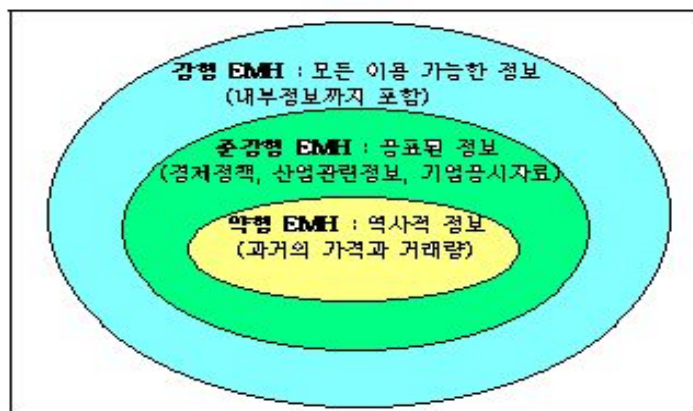 강형 EMH : 모든 이용 가능한 정보
(내부정보까지 포함)
준강형 EMH : 공표된 정보
(경제정책, 산업관련정보, 기업공시자료)
약형 EMH : 역사적 정보
(과거의 가격과 거래량)